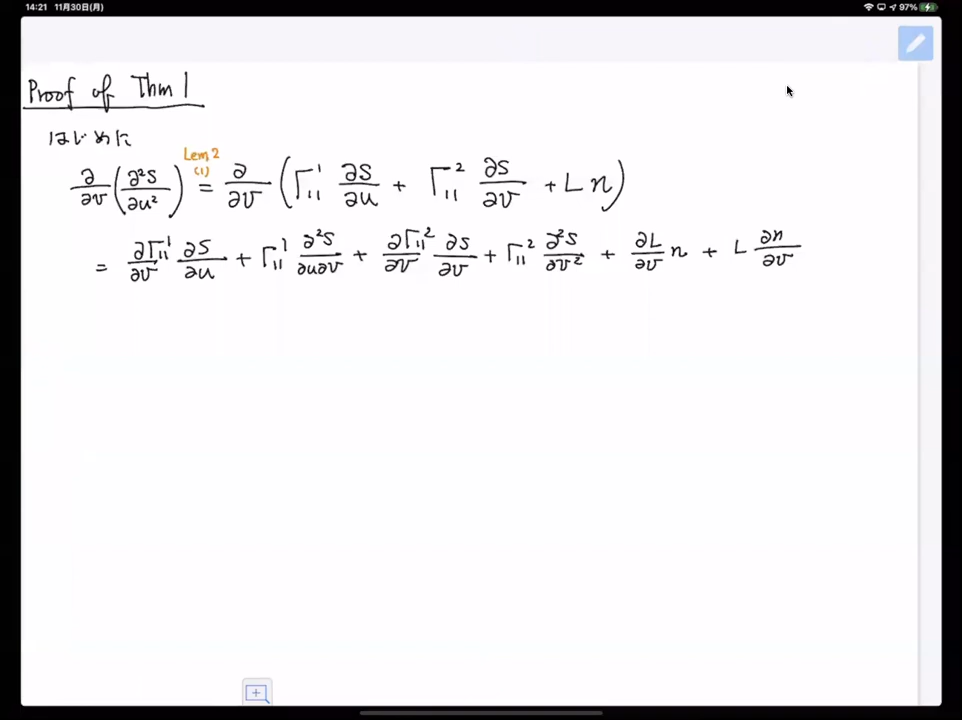 14:21 11月30日(月) 97%
Proof of Thm 1
はじめに
Lem 2
(1)
∂/∂v (∂²S/∂u²) = ∂/∂v (Γ₁₁¹ ∂S/∂u + Γ₁₁² ∂S/∂v + L n)
= ∂Γ₁₁¹/∂v ∂S/∂u + Γ₁₁¹ ∂²S/∂u∂v + ∂Γ₁₁²/∂v ∂S/∂v + Γ₁₁² ∂²S/∂v² + ∂L/∂v n + L ∂n/∂v